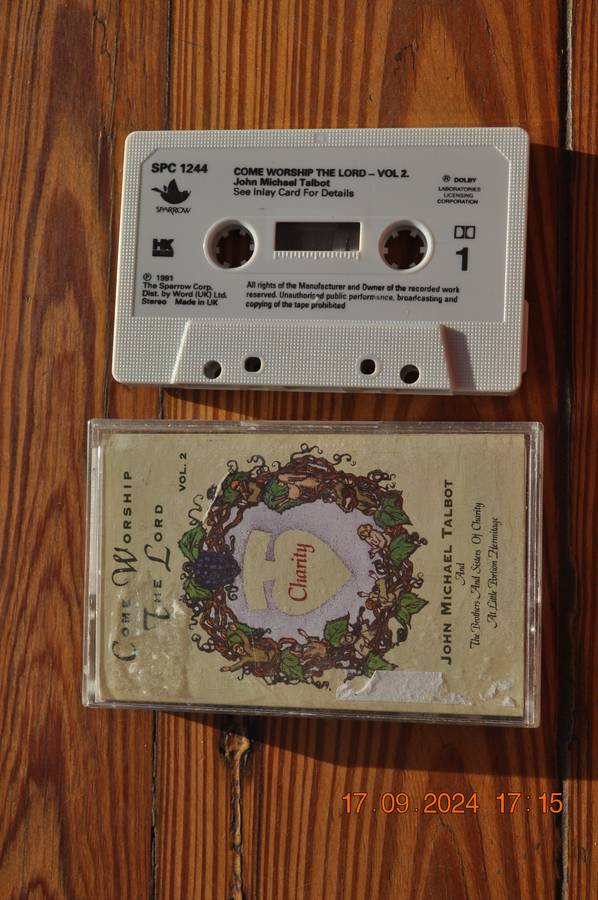 SPC 1244
SPARROW
HK
℗ 1991
The Sparrow Corp.
Dist. by Word (UK) Ltd.
Stereo Made in UK
COME WORSHIP THE LORD – VOL 2.
John Michael Talbot
See Inlay Card For Details
All rights of the Manufacturer and Owner of the recorded work
reserved. Unauthorised public performance, broadcasting and
copying of the tape prohibited
® DOLBY
LABORATORIES
LICENSING
CORPORATION
1
COME WORSHIP
THE LORD
VOL. 2
Charity
JOHN MICHAEL TALBOT
And
The Brothers And Sisters Of Charity
At Little Portion Hermitage
17.09.2024 17:15